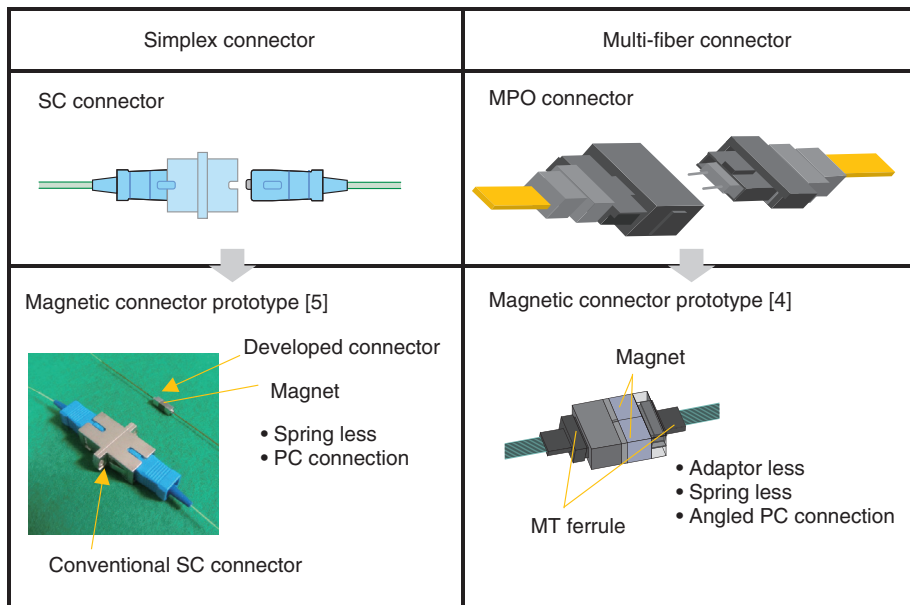 Simplex connector
Multi-fiber connector
SC connector
MPO connector
Magnetic connector prototype [5]
Developed connector
Magnet
• Spring less
• PC connection
Conventional SC connector
Magnetic connector prototype [4]
Magnet
MT ferrule
• Adaptor less
• Spring less
• Angled PC connection